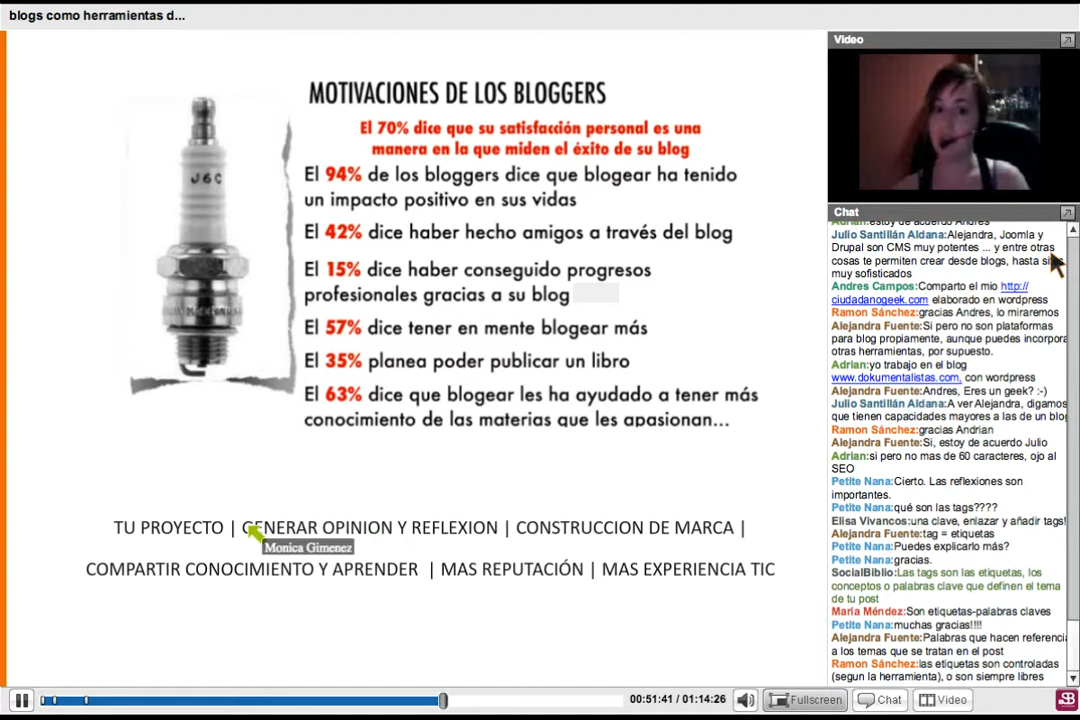 blogs como herramientas d...
MOTIVACIONES DE LOS BLOGGERS
El 70% dice que su satisfacción personal es una
manera en la que miden el éxito de su blog
El 94% de los bloggers dice que blogear ha tenido
un impacto positivo en sus vidas
El 42% dice haber hecho amigos a través del blog
El 15% dice haber conseguido progresos
profesionales gracias a su blog
El 57% dice tener en mente blogear más
El 35% planea poder publicar un libro
El 63% dice que blogear les ha ayudado a tener más
conocimiento de las materias que les apasionan...
J6C
TU PROYECTO | GENERAR OPINION Y REFLEXION | CONSTRUCCION DE MARCA |
Monica Gimenez
COMPARTIR CONOCIMIENTO Y APRENDER | MAS REPUTACIÓN | MAS EXPERIENCIA TIC
Video
Chat
Adrian:estoy de acuerdo Andres
Julio Santillán Aldana:Alejandra, Joomla y
Drupal son CMS muy potentes ... y entre otras
cosas te permiten crear desde blogs, hasta sites
muy sofisticados
Andres Campos:Comparto el mio http://
ciudadanogeek.com elaborado en wordpress
Ramon Sánchez:gracias Andres, lo miraremos
Alejandra Fuente:Si pero no son plataformas
para blog propiamente, aunque puedes incorpora
otras herramientas, por supuesto.
Adrian:yo trabajo en el blog
www.dokumentalistas.com, con wordpress
Alejandra Fuente:Andres, Eres un geek? :-)
Julio Santillán Aldana:A ver Alejandra, digamos
que tienen capacidades mayores a las de un blog
Ramon Sánchez:gracias Andrian
Alejandra Fuente:Si, estoy de acuerdo Julio
Adrian:si pero no mas de 60 caracteres, ojo al
SEO
Petite Nana:Cierto. Las reflexiones son
importantes.
Petite Nana:qué son las tags????
Elisa Vivancos:una clave, enlazar y añadir tags!
Alejandra Fuente:tag = etiquetas
Petite Nana:Puedes explicarlo más?
Petite Nana:gracias.
SocialBiblio:Las tags son las etiquetas, los
conceptos o palabras clave que definen el tema
de tu post
María Méndez:Son etiquetas-palabras claves
Petite Nana:muchas gracias!!!!
Alejandra Fuente:Palabras que hacen referenci
a los temas que se tratan en el post
Ramon Sánchez:las etiquetas son controladas
(segun la herramienta), o son siempre libres
00:51:41 / 01:14:26
Fullscreen
Chat
Video
SB